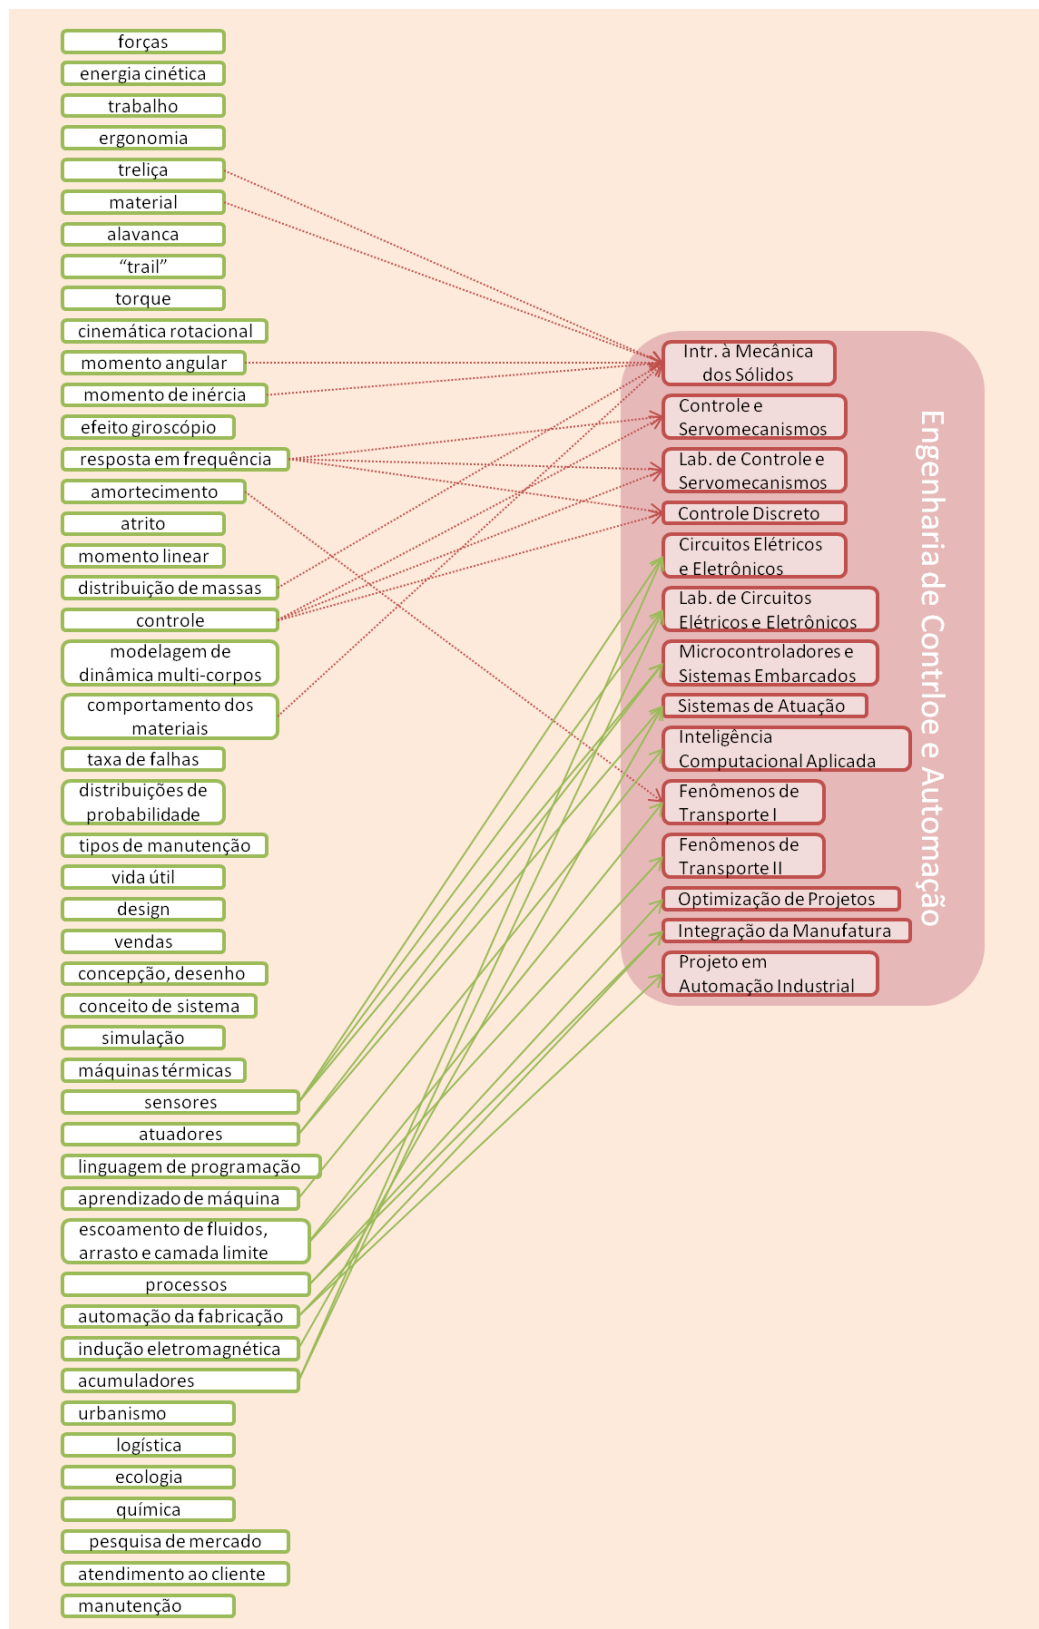 forças
energia cinética
trabalho
ergonomia
treliça
material
alavanca
“trail”
torque
cinemática rotacional
momento angular
momento de inércia
efeito giroscópio
resposta em frequência
amortecimento
atrito
momento linear
distribuição de massas
controle
modelagem de
dinâmica multi-corpos
comportamento dos
materiais
taxa de falhas
distribuições de
probabilidade
tipos de manutenção
vida útil
design
vendas
concepção, desenho
conceito de sistema
simulação
máquinas térmicas
sensores
atuadores
linguagem de programação
aprendizado de máquina
escoamento de fluidos,
arrasto e camada limite
processos
automação da fabricação
indução eletromagnética
acumuladores
urbanismo
logística
ecologia
química
pesquisa de mercado
atendimento ao cliente
manutenção
Intr. à Mecânica
dos Sólidos
Controle e
Servomecanismos
Lab. de Controle e
Servomecanismos
Controle Discreto
Circuitos Elétricos
e Eletrônicos
Lab. de Circuitos
Elétricos e Eletrônicos
Microcontroladores e
Sistemas Embarcados
Sistemas de Atuação
Inteligência
Computacional Aplicada
Fenômenos de
Transporte I
Fenômenos de
Transporte II
Optimização de Projetos
Integração da Manufatura
Projeto em
Automação Industrial
Engenharia de Contrloe e Automação